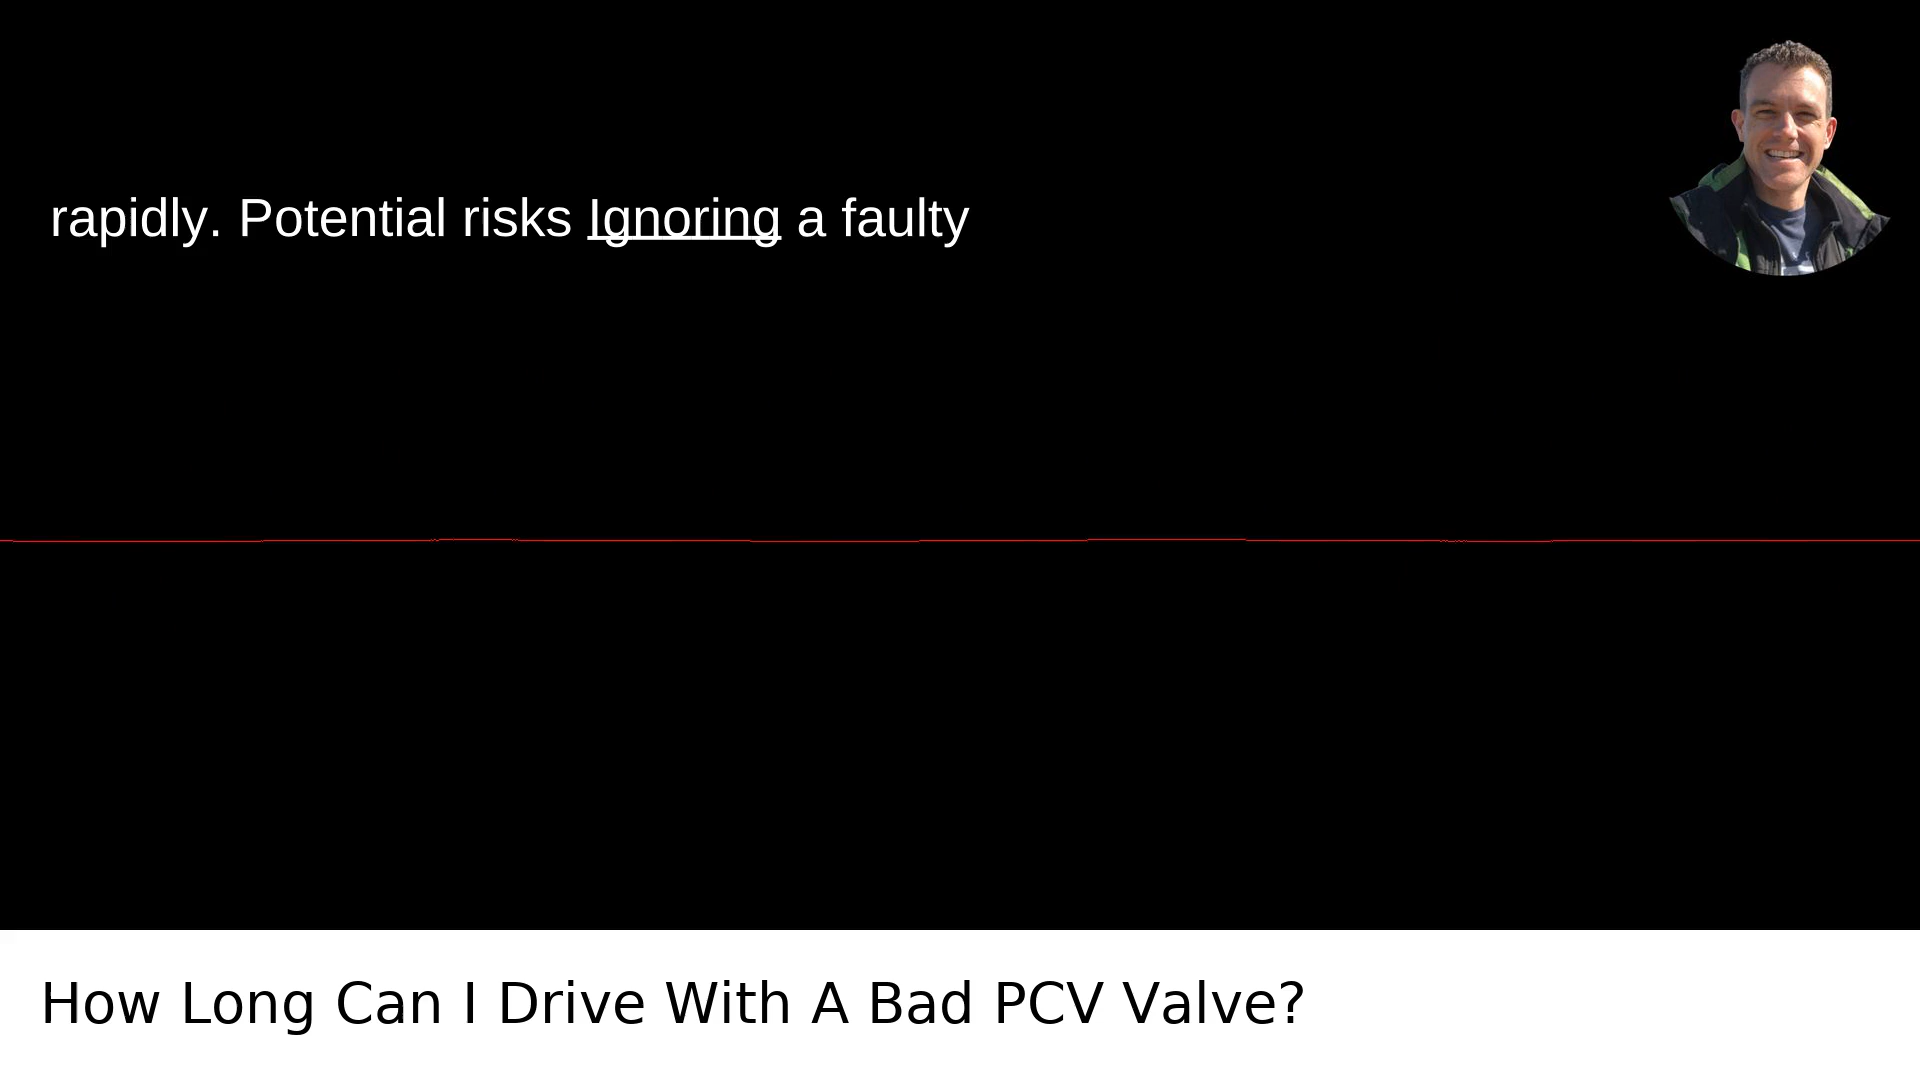 rapidly. Potential risks Ignoring a faulty
How Long Can I Drive With A Bad PCV Valve?